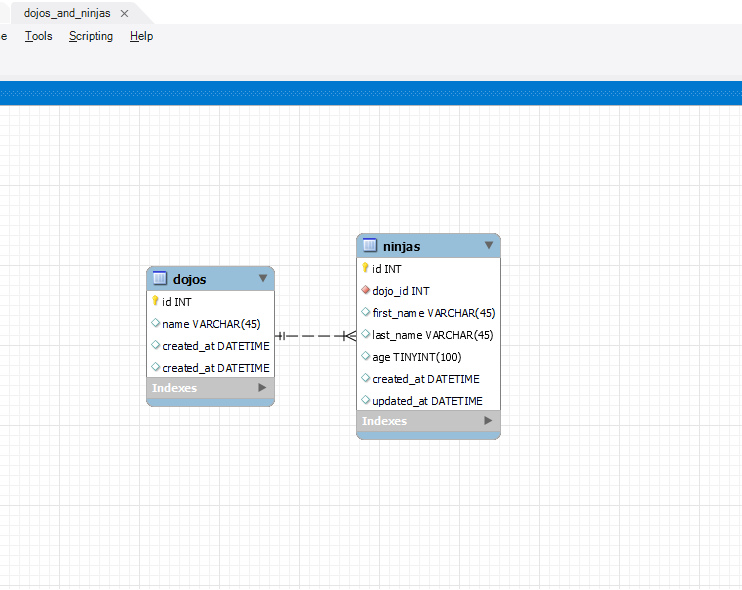 dojos_and_ninjas
e Tools Scripting Help
dojos
id INT
name VARCHAR(45)
created_at DATETIME
created_at DATETIME
Indexes
ninjas
id INT
dojo_id INT
first_name VARCHAR(45)
last_name VARCHAR(45)
age TINYINT(100)
created_at DATETIME
updated_at DATETIME
Indexes